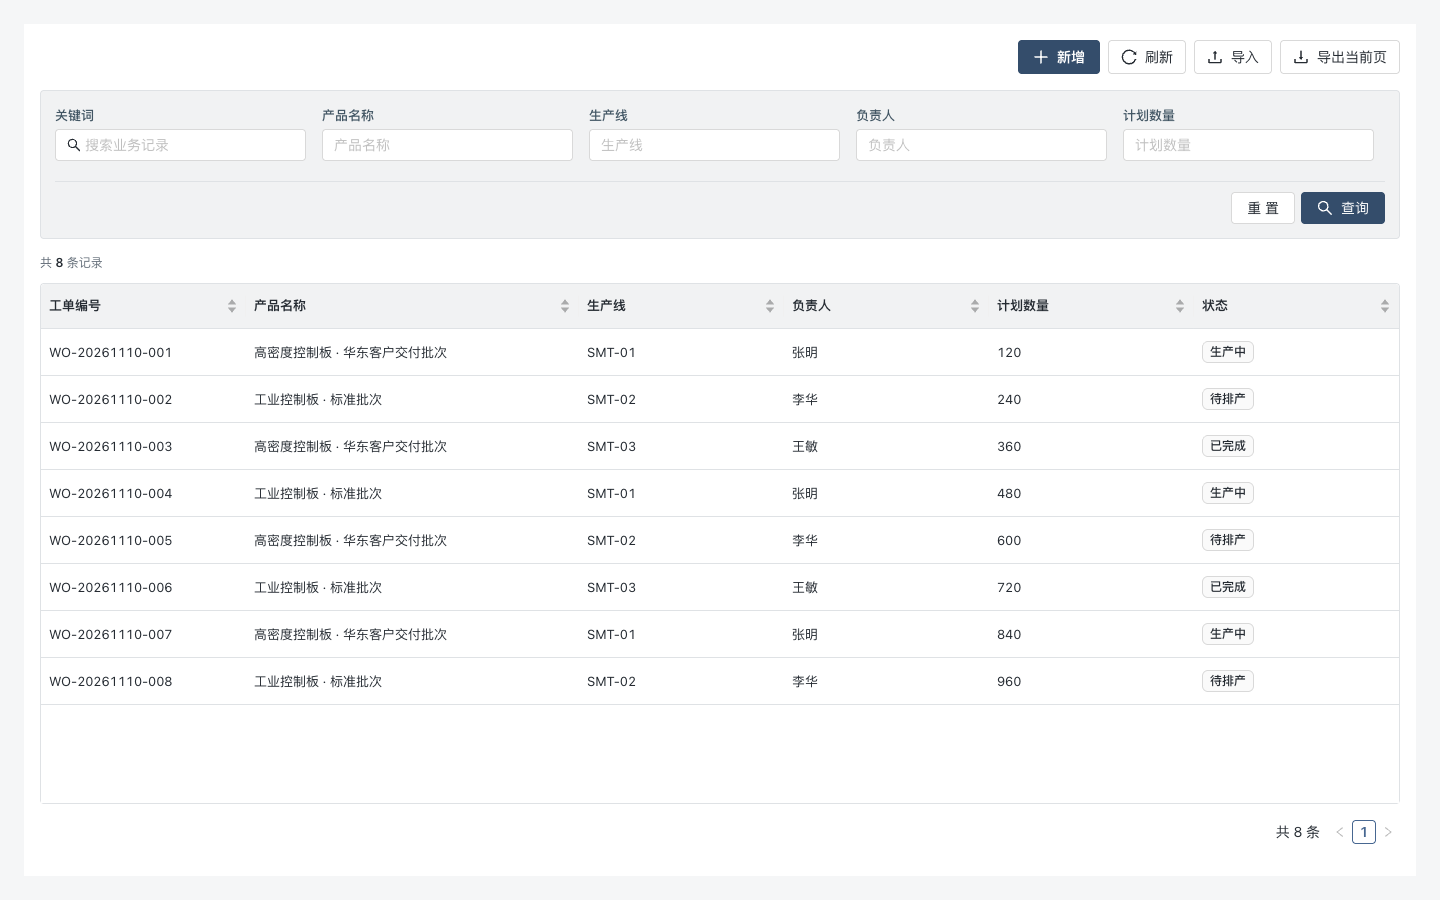 新增 刷新 导入 导出当前页
关键词 产品名称 生产线 负责人 计划数量
搜索业务记录 产品名称 生产线 负责人 计划数量
重置 查询
共 8 条记录
工单编号 产品名称 生产线 负责人 计划数量 状态
WO-20261110-001 高密度控制板 · 华东客户交付批次 SMT-01 张明 120 生产中
WO-20261110-002 工业控制板 · 标准批次 SMT-02 李华 240 待排产
WO-20261110-003 高密度控制板 · 华东客户交付批次 SMT-03 王敏 360 已完成
WO-20261110-004 工业控制板 · 标准批次 SMT-01 张明 480 生产中
WO-20261110-005 高密度控制板 · 华东客户交付批次 SMT-02 李华 600 待排产
WO-20261110-006 工业控制板 · 标准批次 SMT-03 王敏 720 已完成
WO-20261110-007 高密度控制板 · 华东客户交付批次 SMT-01 张明 840 生产中
WO-20261110-008 工业控制板 · 标准批次 SMT-02 李华 960 待排产
共 8 条 1